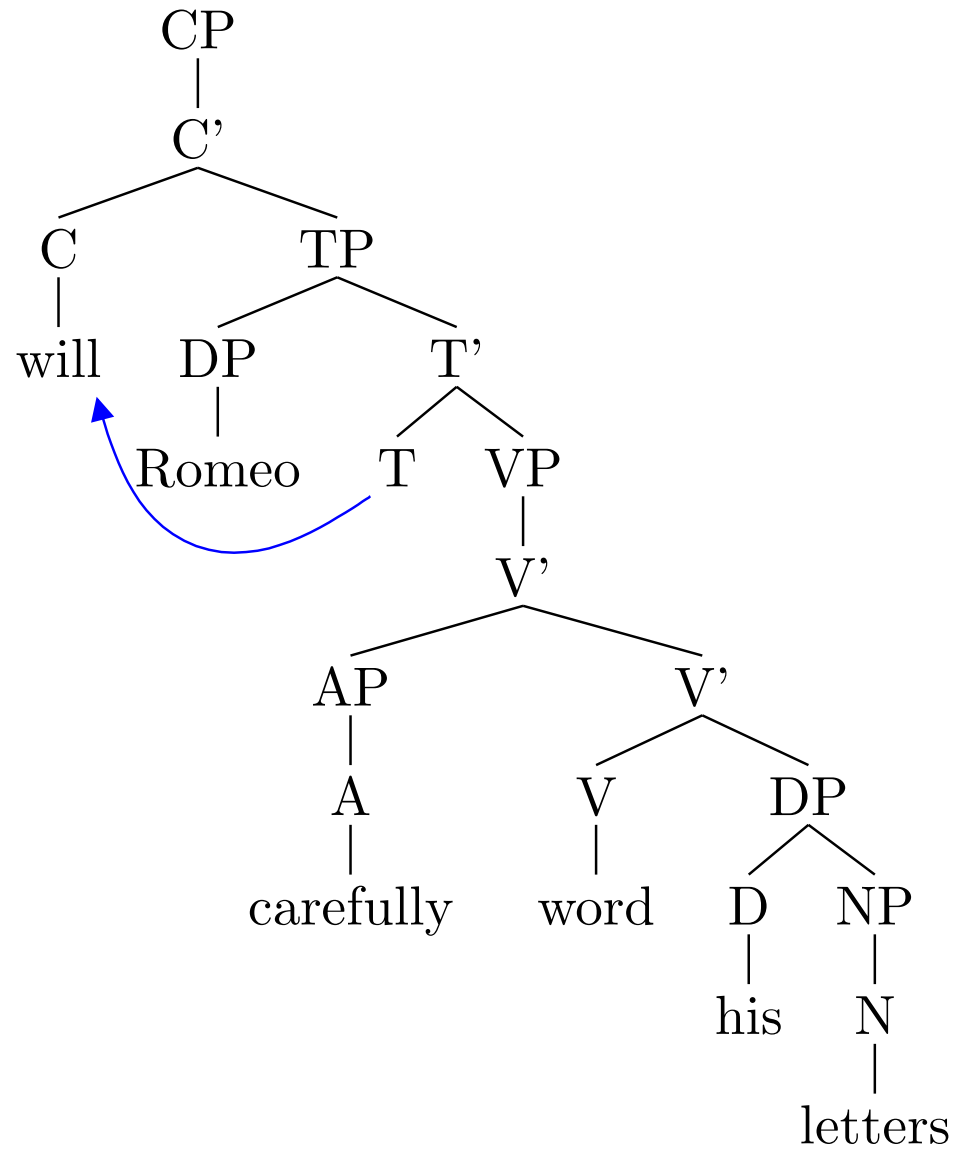 CP
C'
C TP
will DP T'
Romeo T VP
V'
AP V'
A V DP
carefully word D NP
his N
letters